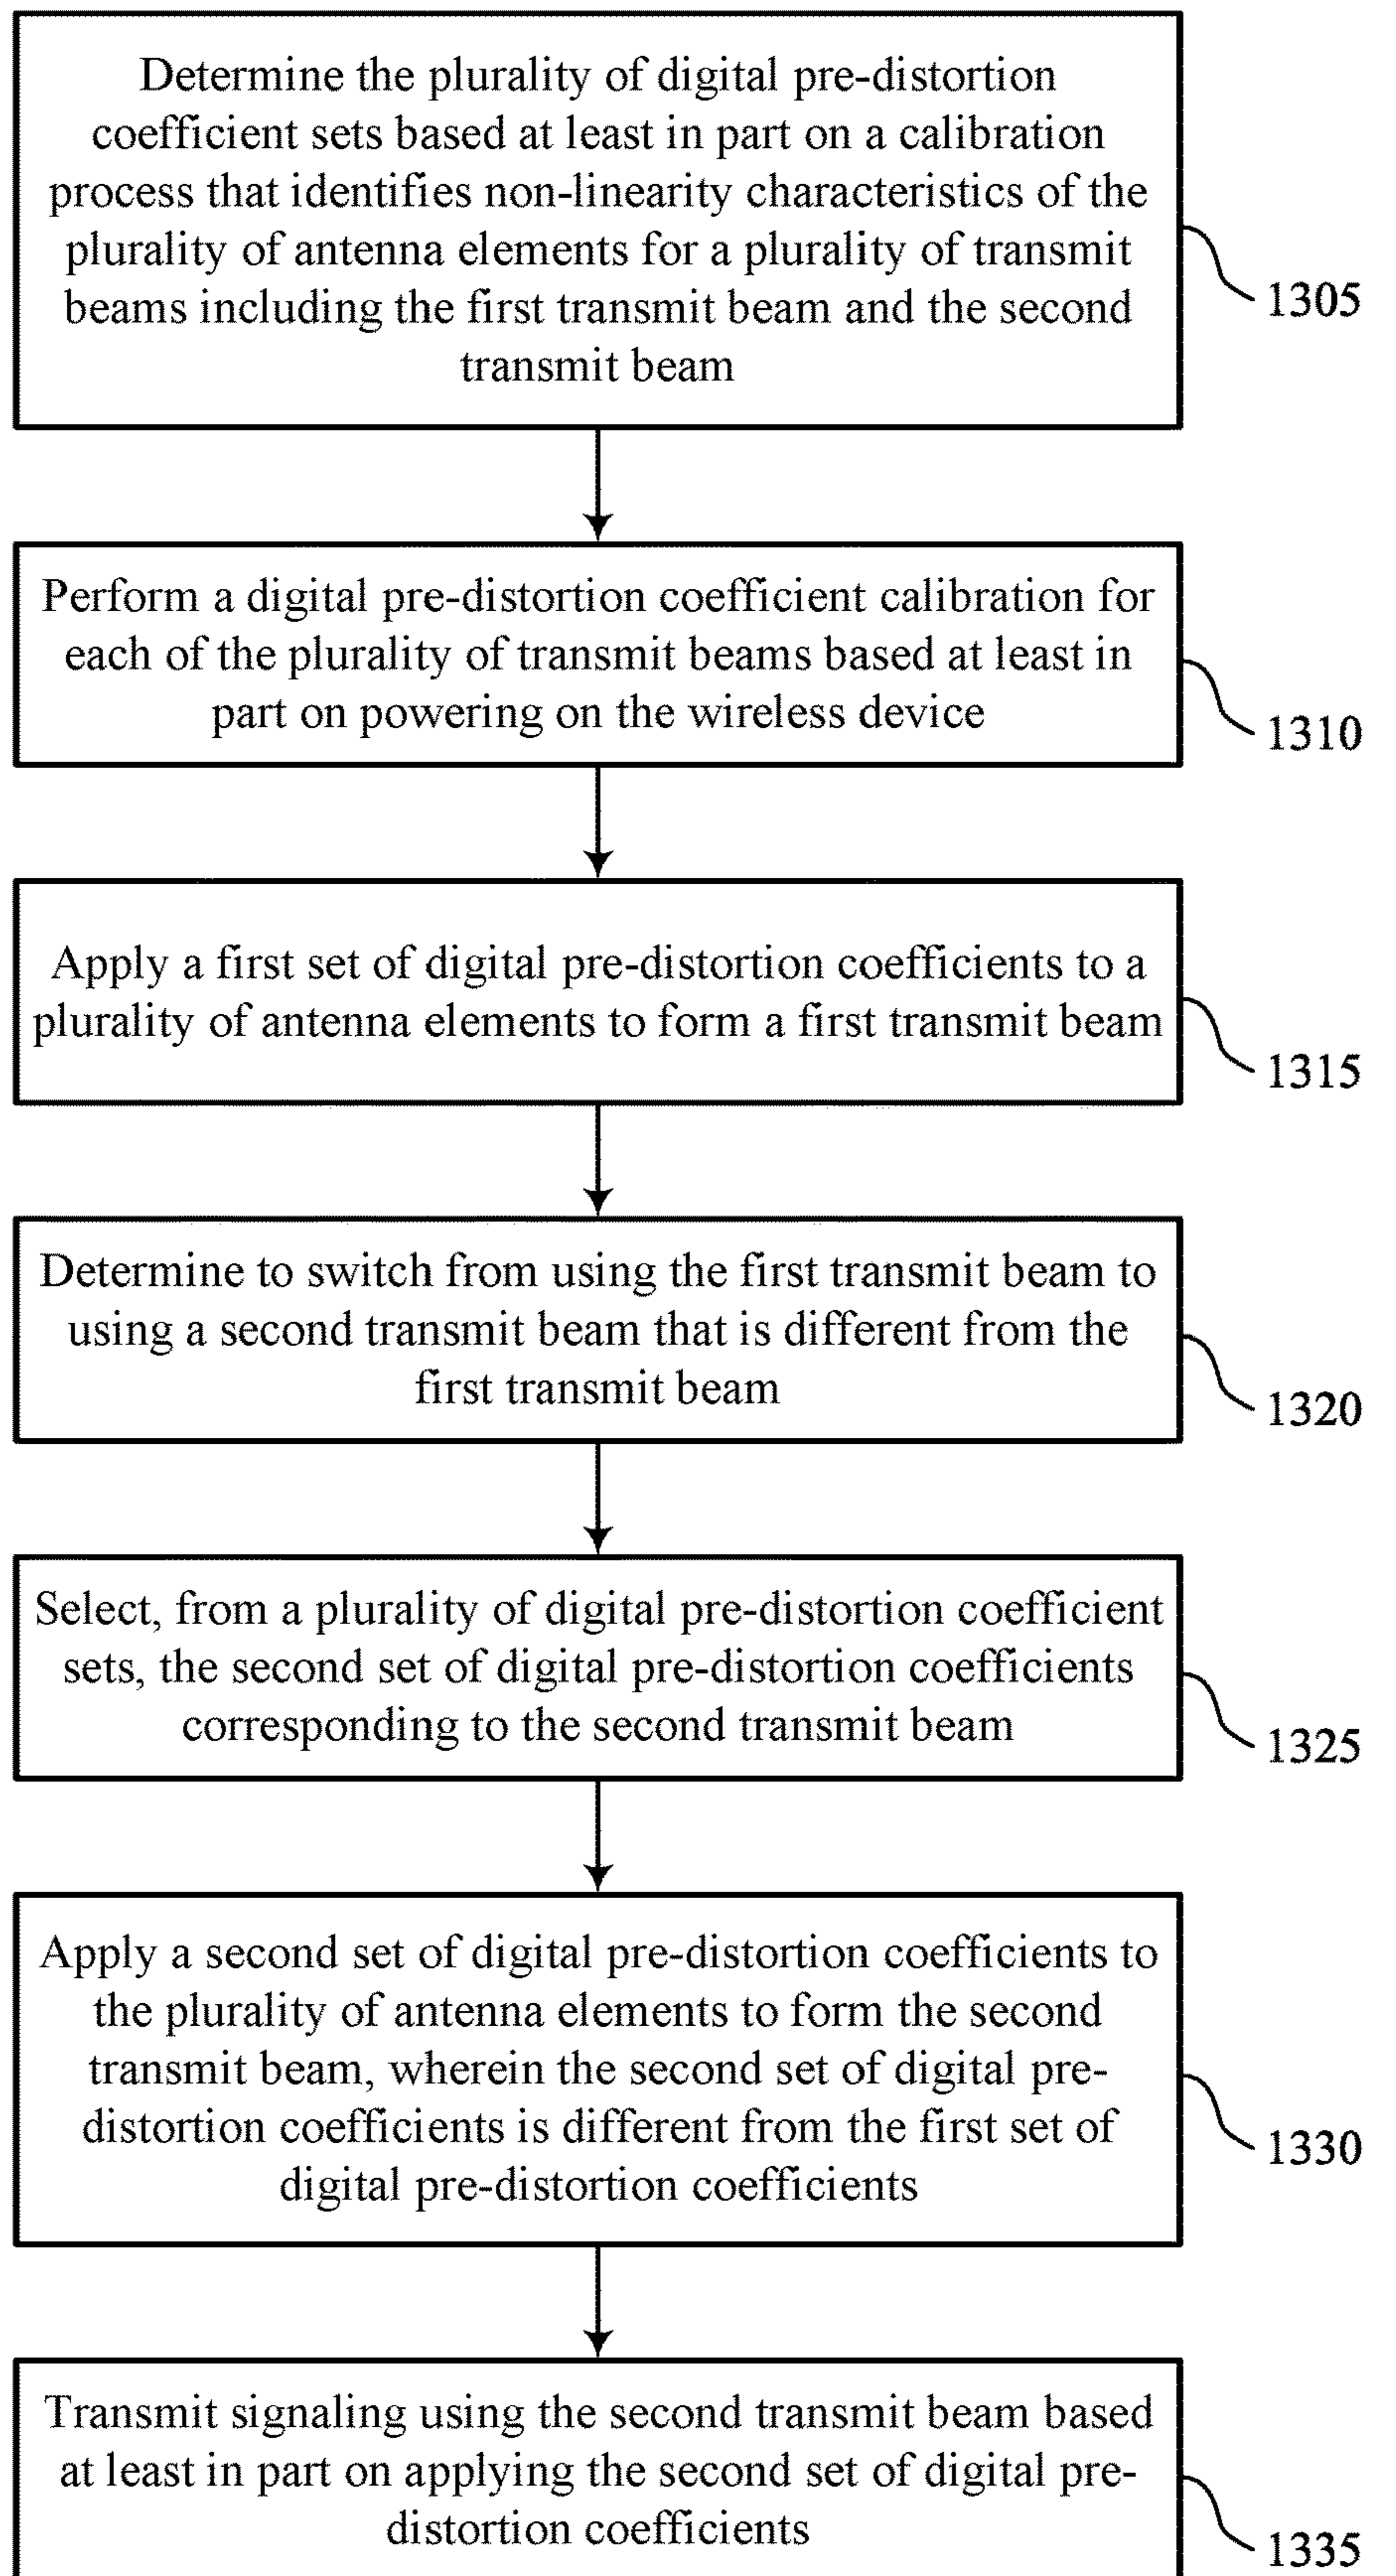 Determine the plurality of digital pre-distortion
coefficient sets based at least in part on a calibration
process that identifies non-linearity characteristics of the
plurality of antenna elements for a plurality of transmit
beams including the first transmit beam and the second
transmit beam
1305
Perform a digital pre-distortion coefficient calibration for
each of the plurality of transmit beams based at least in
part on powering on the wireless device
1310
Apply a first set of digital pre-distortion coefficients to a
plurality of antenna elements to form a first transmit beam
1315
Determine to switch from using the first transmit beam to
using a second transmit beam that is different from the
first transmit beam
1320
Select, from a plurality of digital pre-distortion coefficient
sets, the second set of digital pre-distortion coefficients
corresponding to the second transmit beam
1325
Apply a second set of digital pre-distortion coefficients to
the plurality of antenna elements to form the second
transmit beam, wherein the second set of digital pre-
distortion coefficients is different from the first set of
digital pre-distortion coefficients
1330
Transmit signaling using the second transmit beam based
at least in part on applying the second set of digital pre-
distortion coefficients
1335